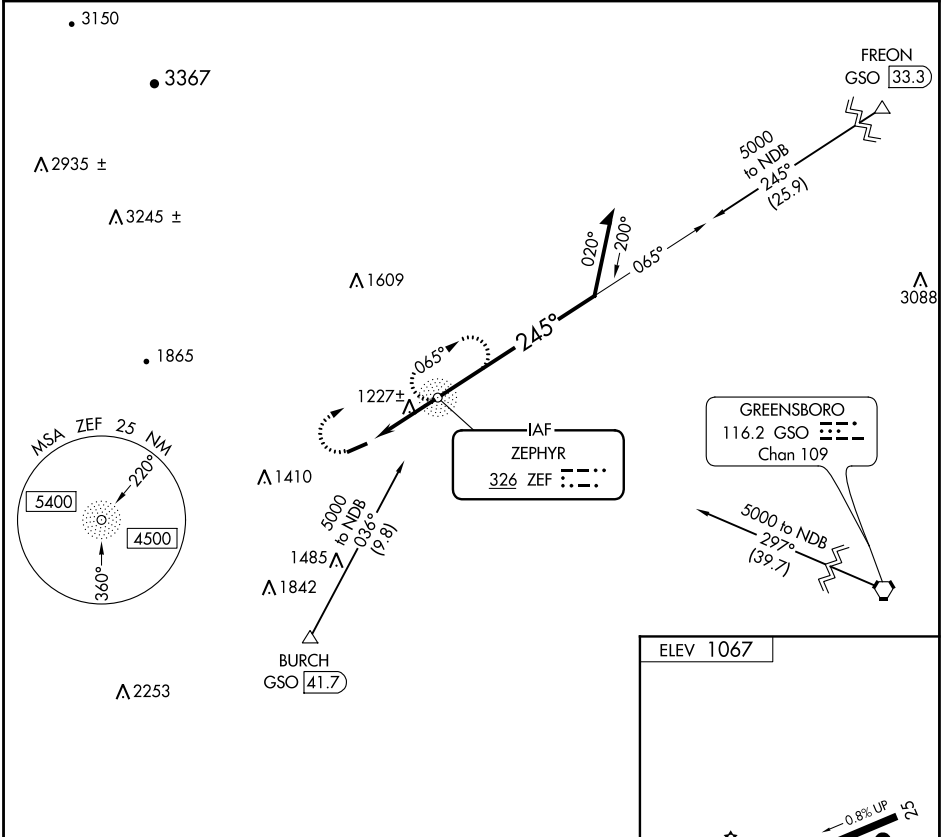 3150
3367
FREON
GSO 33.3
2935 ±
5000
to NDB
245°
(25.9)
3245 ±
020°
200°
065°
1609
3088
245°
065°
1865
1227±
MSA ZEF 25 NM
220°
5400
4500
360°
IAF
ZEPHYR
326 ZEF
GREENSBORO
116.2 GSO
Chan 109
1410
5000
to NDB
036°
(9.8)
5000 to NDB
297°
(39.7)
1485
1842
BURCH
GSO 41.7
2253
ELEV 1067
0.8% UP
25